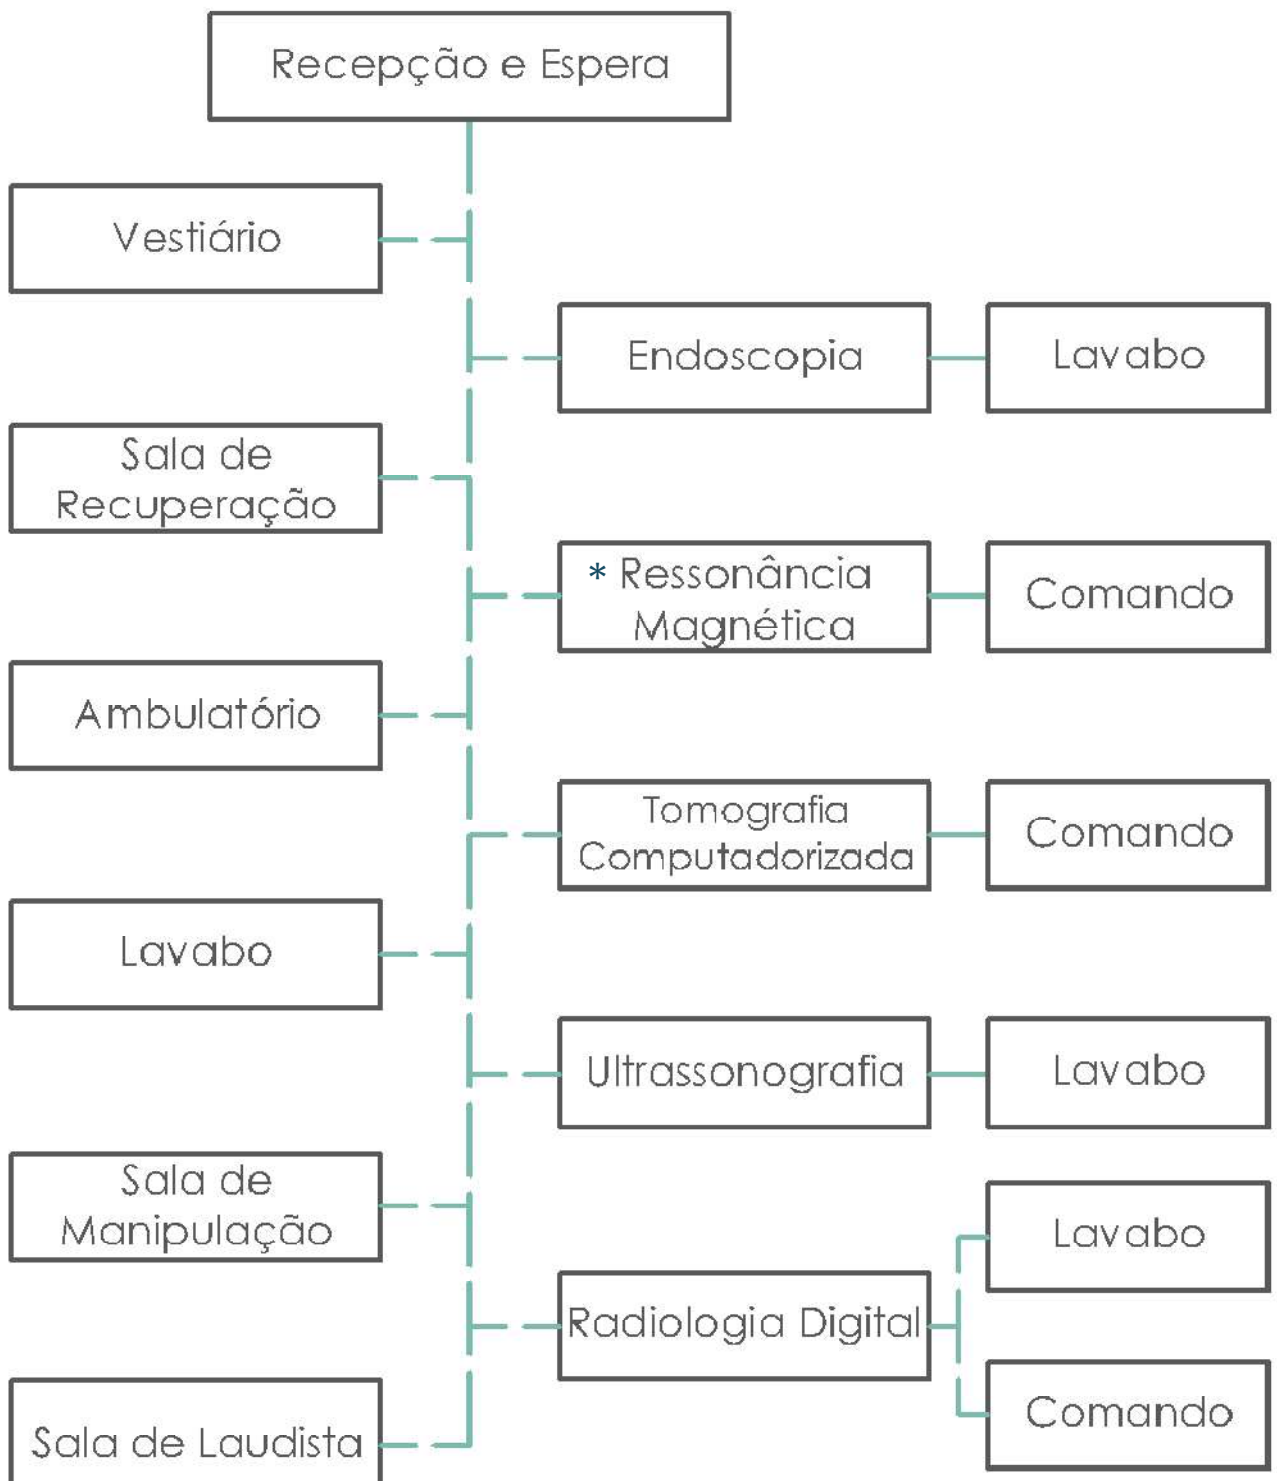 Recepção e Espera
Vestiário
Endoscopia
Lavabo
Sala de
Recuperação
* Ressonância
Magnética
Comando
Ambulatório
Tomografia
Computadorizada
Comando
Lavabo
Ultrassonografia
Lavabo
Sala de
Manipulação
Lavabo
Radiologia Digital
Comando
Sala de Laudista